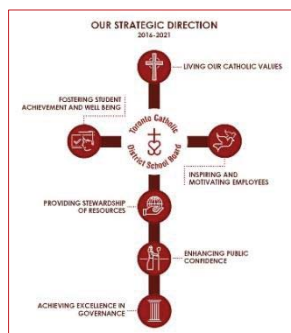 OUR STRATEGIC DIRECTION
2016-2021
LIVING OUR CATHOLIC VALUES
FOSTERING STUDENT
ACHIEVEMENT AND WELL BEING
Toronto Catholic
District School Board
INSPIRING AND
MOTIVATING EMPLOYEES
PROVIDING STEWARDSHIP
OF RESOURCES
ENHANCING PUBLIC
CONFIDENCE
ACHIEVING EXCELLENCE IN
GOVERNANCE